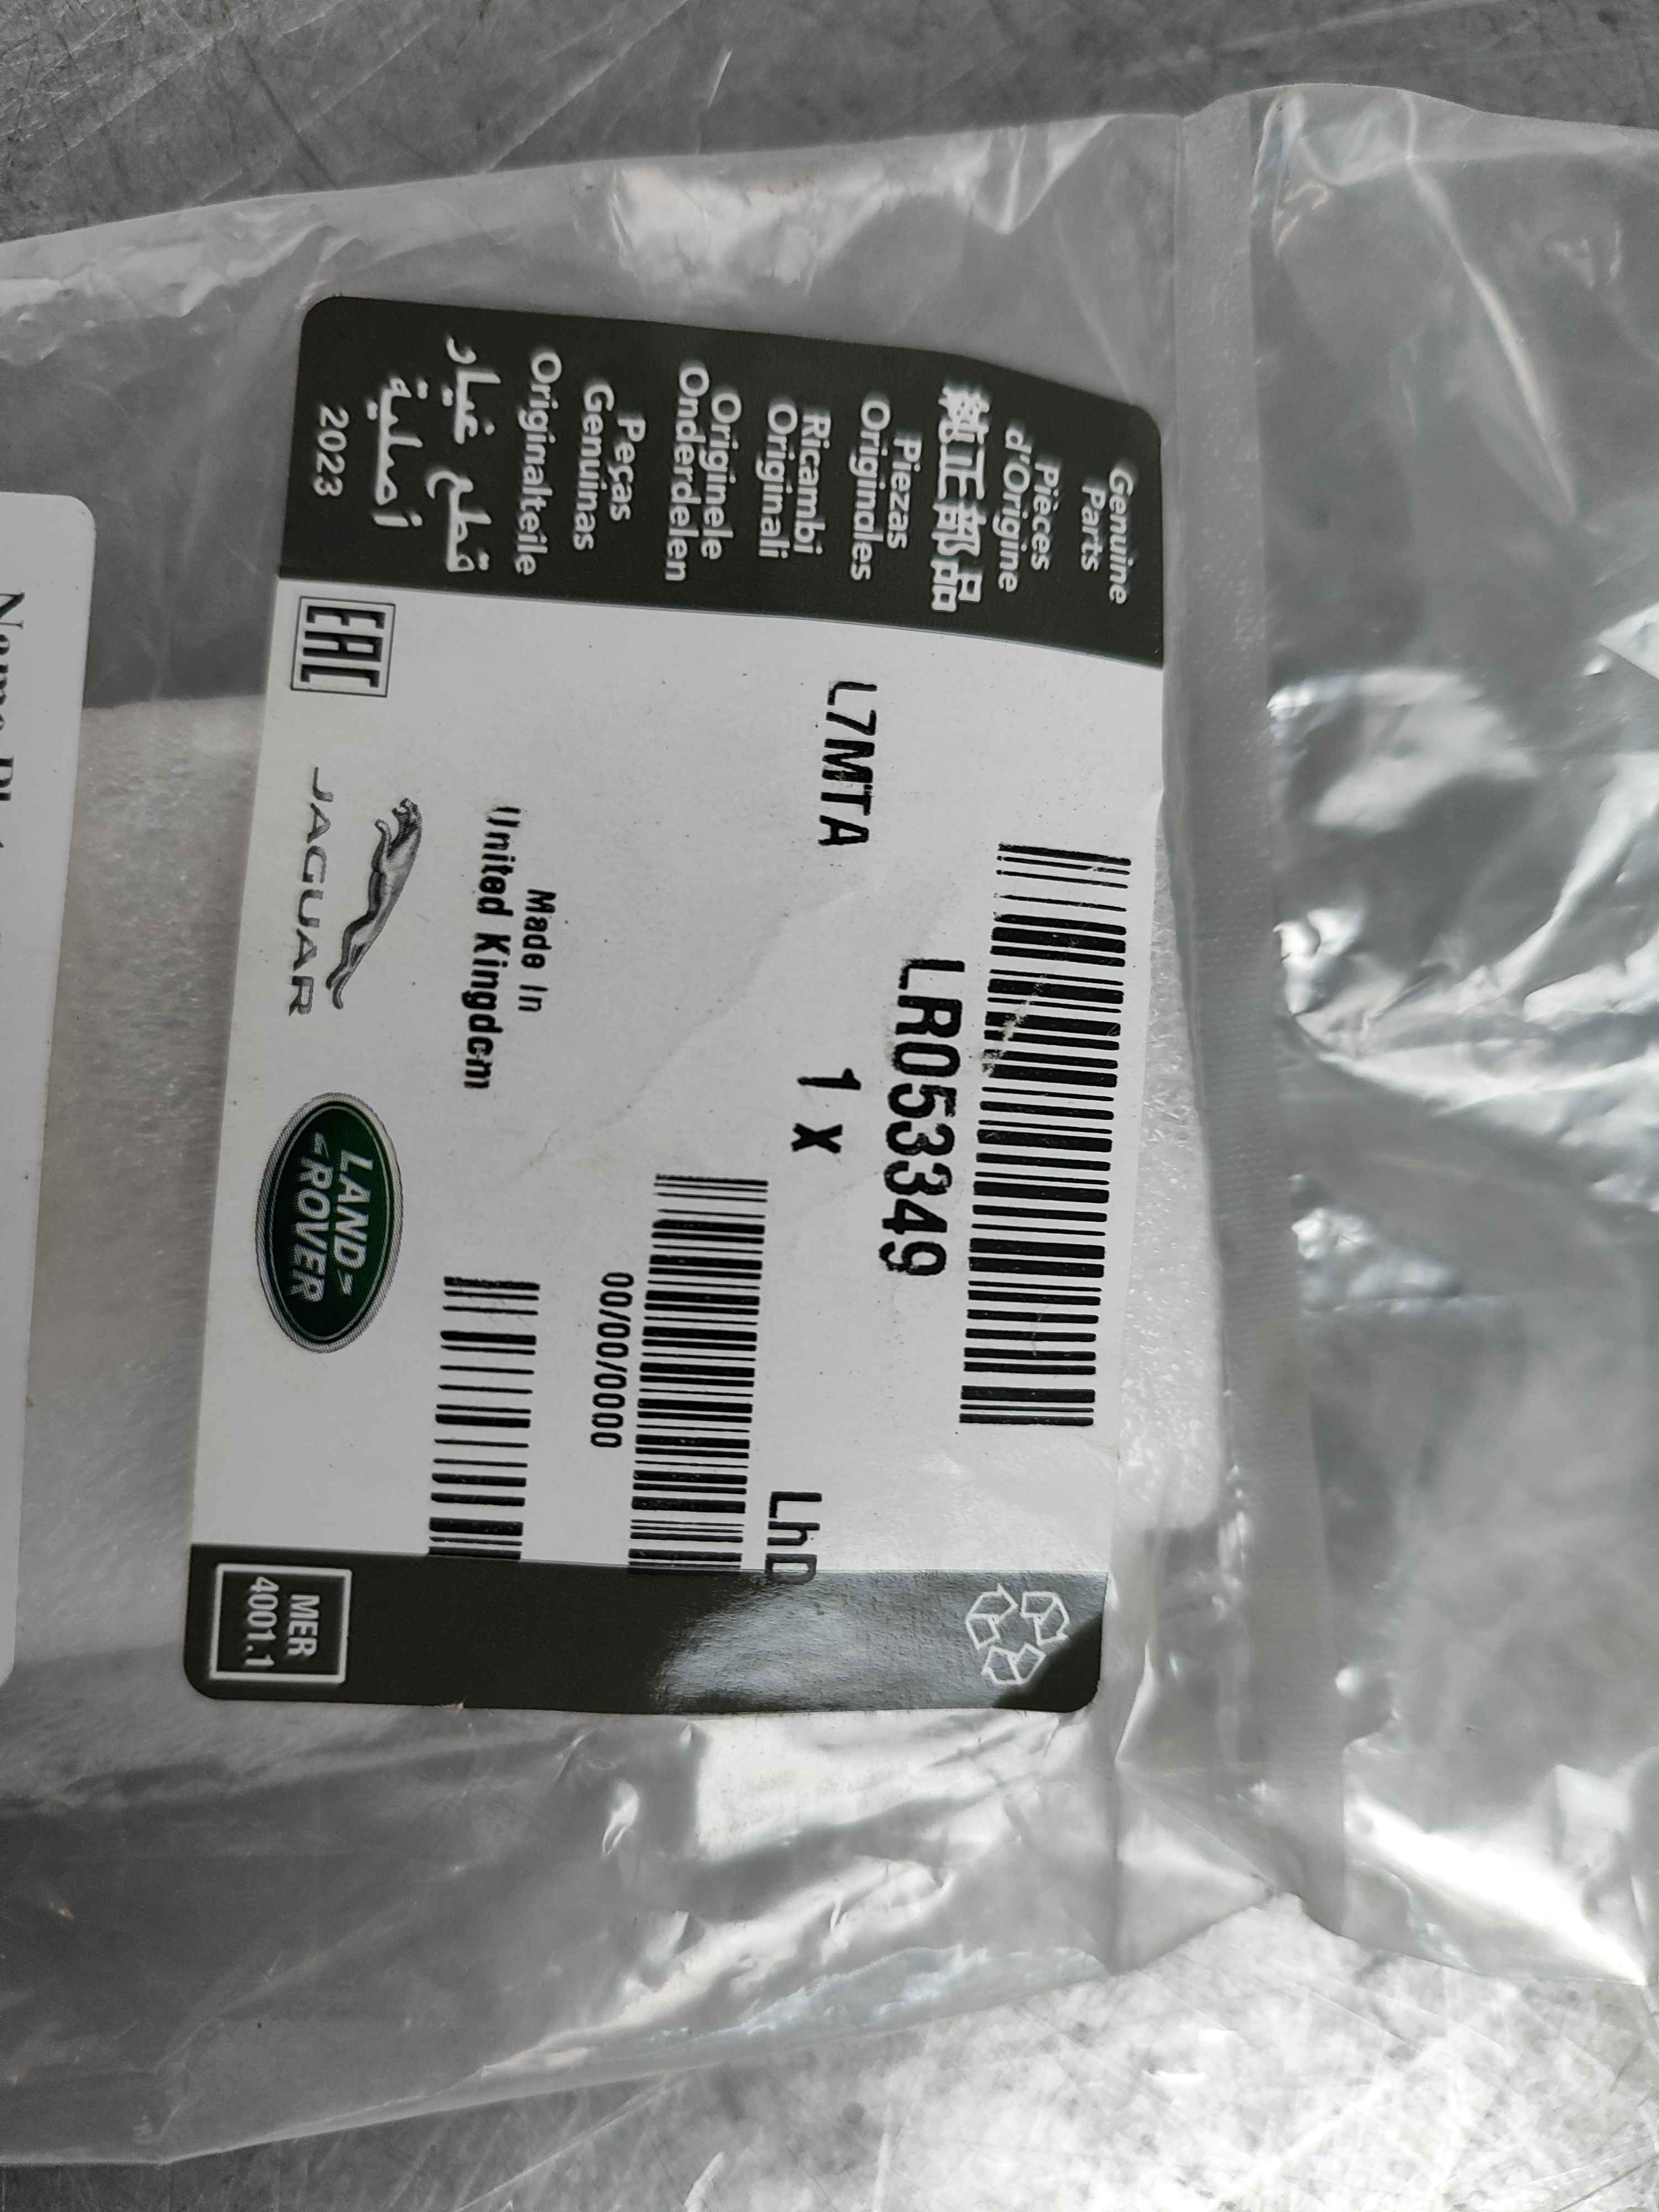 Genuine
Parts
Pièces
d'Origine
純正部品
Piezas
Originales
Ricambi
Originali
Originele
Onderdelen
Peças
Genuinas
Originalteile
قطع غيار
أصلية
2023
LR053349
L7MTA
1 X
LhD
00/00/0000
Made In
United Kingdom
EAC
JAGUAR
LAND
ROVER
MER
4001.1